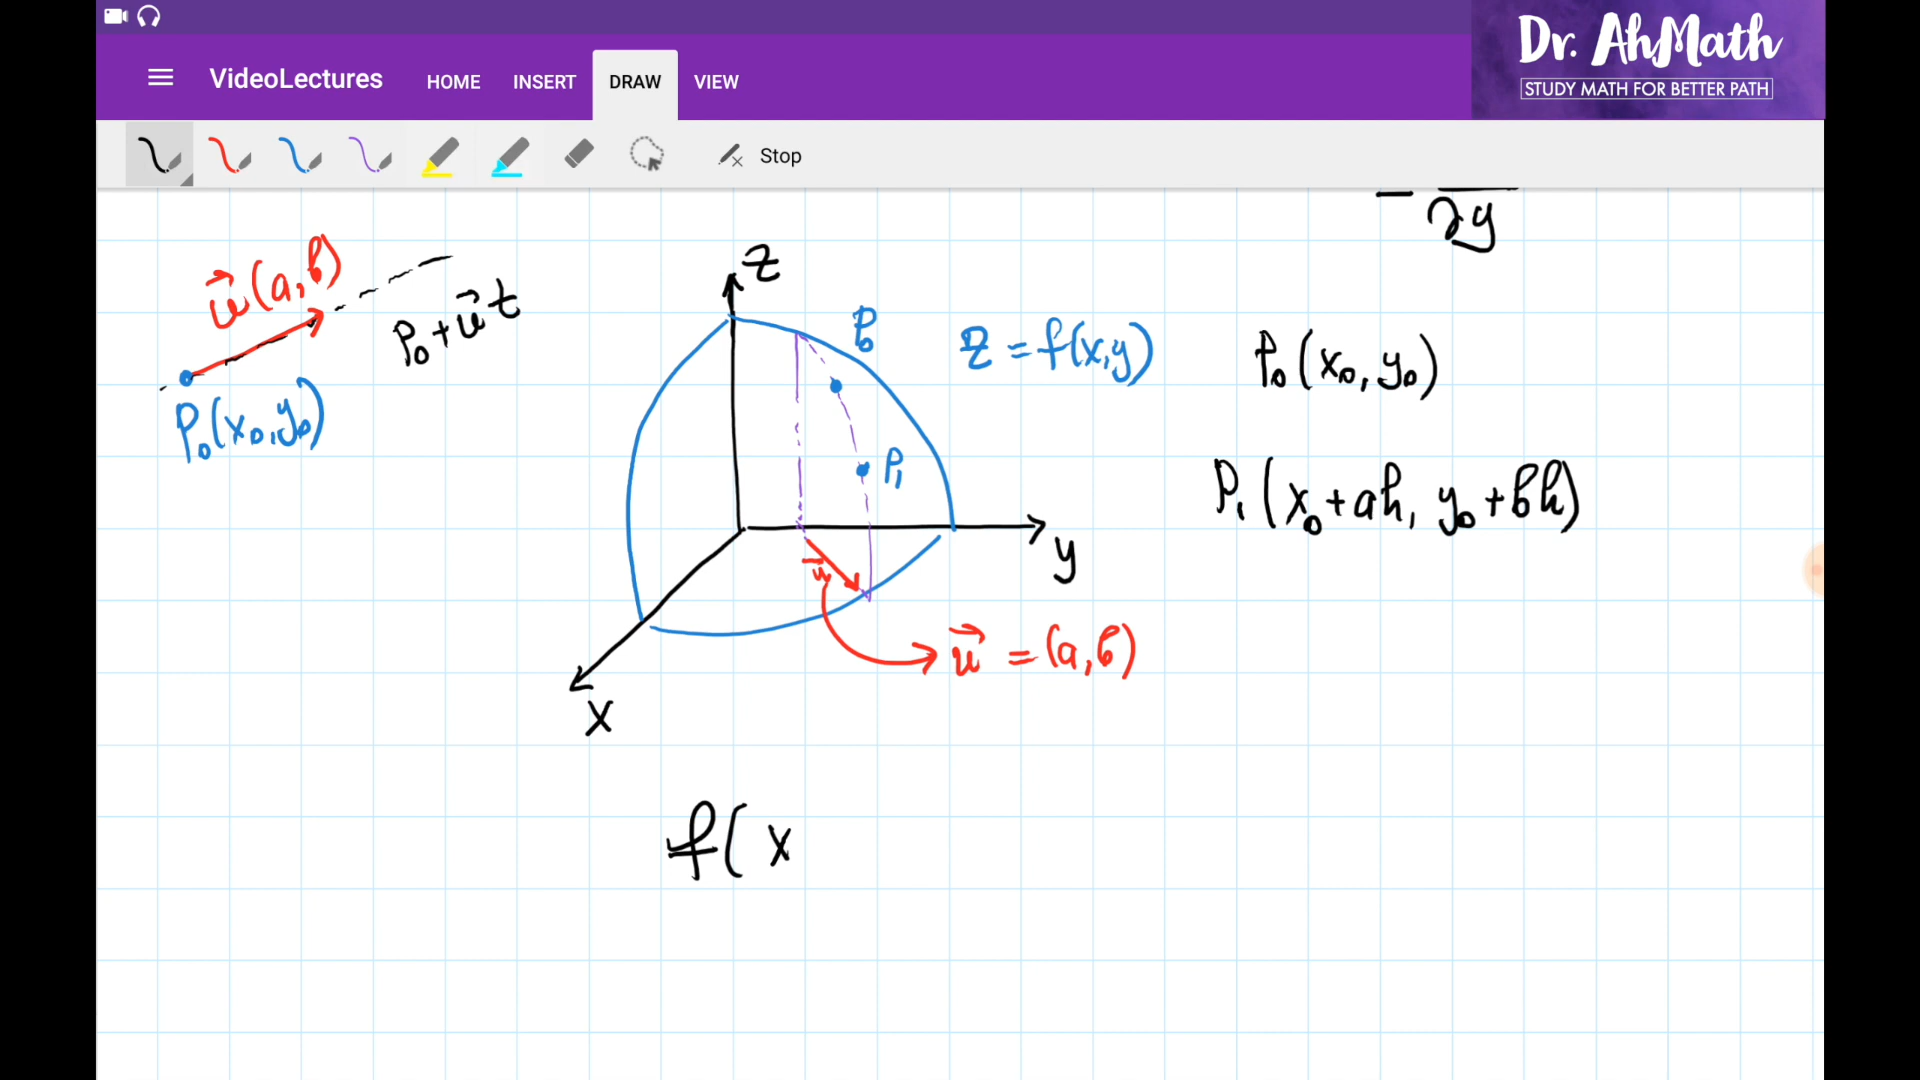 Dr. AhMath
STUDY MATH FOR BETTER PATH
VideoLectures HOME INSERT DRAW VIEW
Stop
∂y
u⃗(a,b)
P₀+u⃗t
P₀(x₀,y₀)
z
P₀
z = f(x,y)
P₁
y
u⃗
u⃗ = (a,b)
x
P₀(x₀,y₀)
P₁(x₀+ah, y₀+bh)
f( x